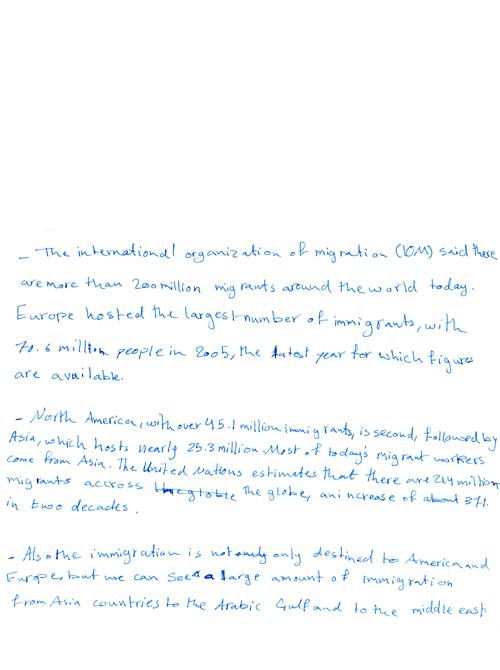 - The international organization of migration (IOM) said there
are more than 200 million migrants around the world today.
Europe hosted the largest number of immigrants, with
70.6 million people in 2005, the latest year for which figures
are available.
- North America, with over 45.1 million immigrants, is second, followed by
Asia, which hosts nearly 25.3 million. Most of today's migrant workers
come from Asia. The United Nations estimates that there are 214 million
migrants accross the globe, an increase of about 37%
in two decades.
- Also the immigration is not only destined to America and
Europe, but we can see a large amount of immigration
from Asia countries to the Arabic Gulf and to the middle east